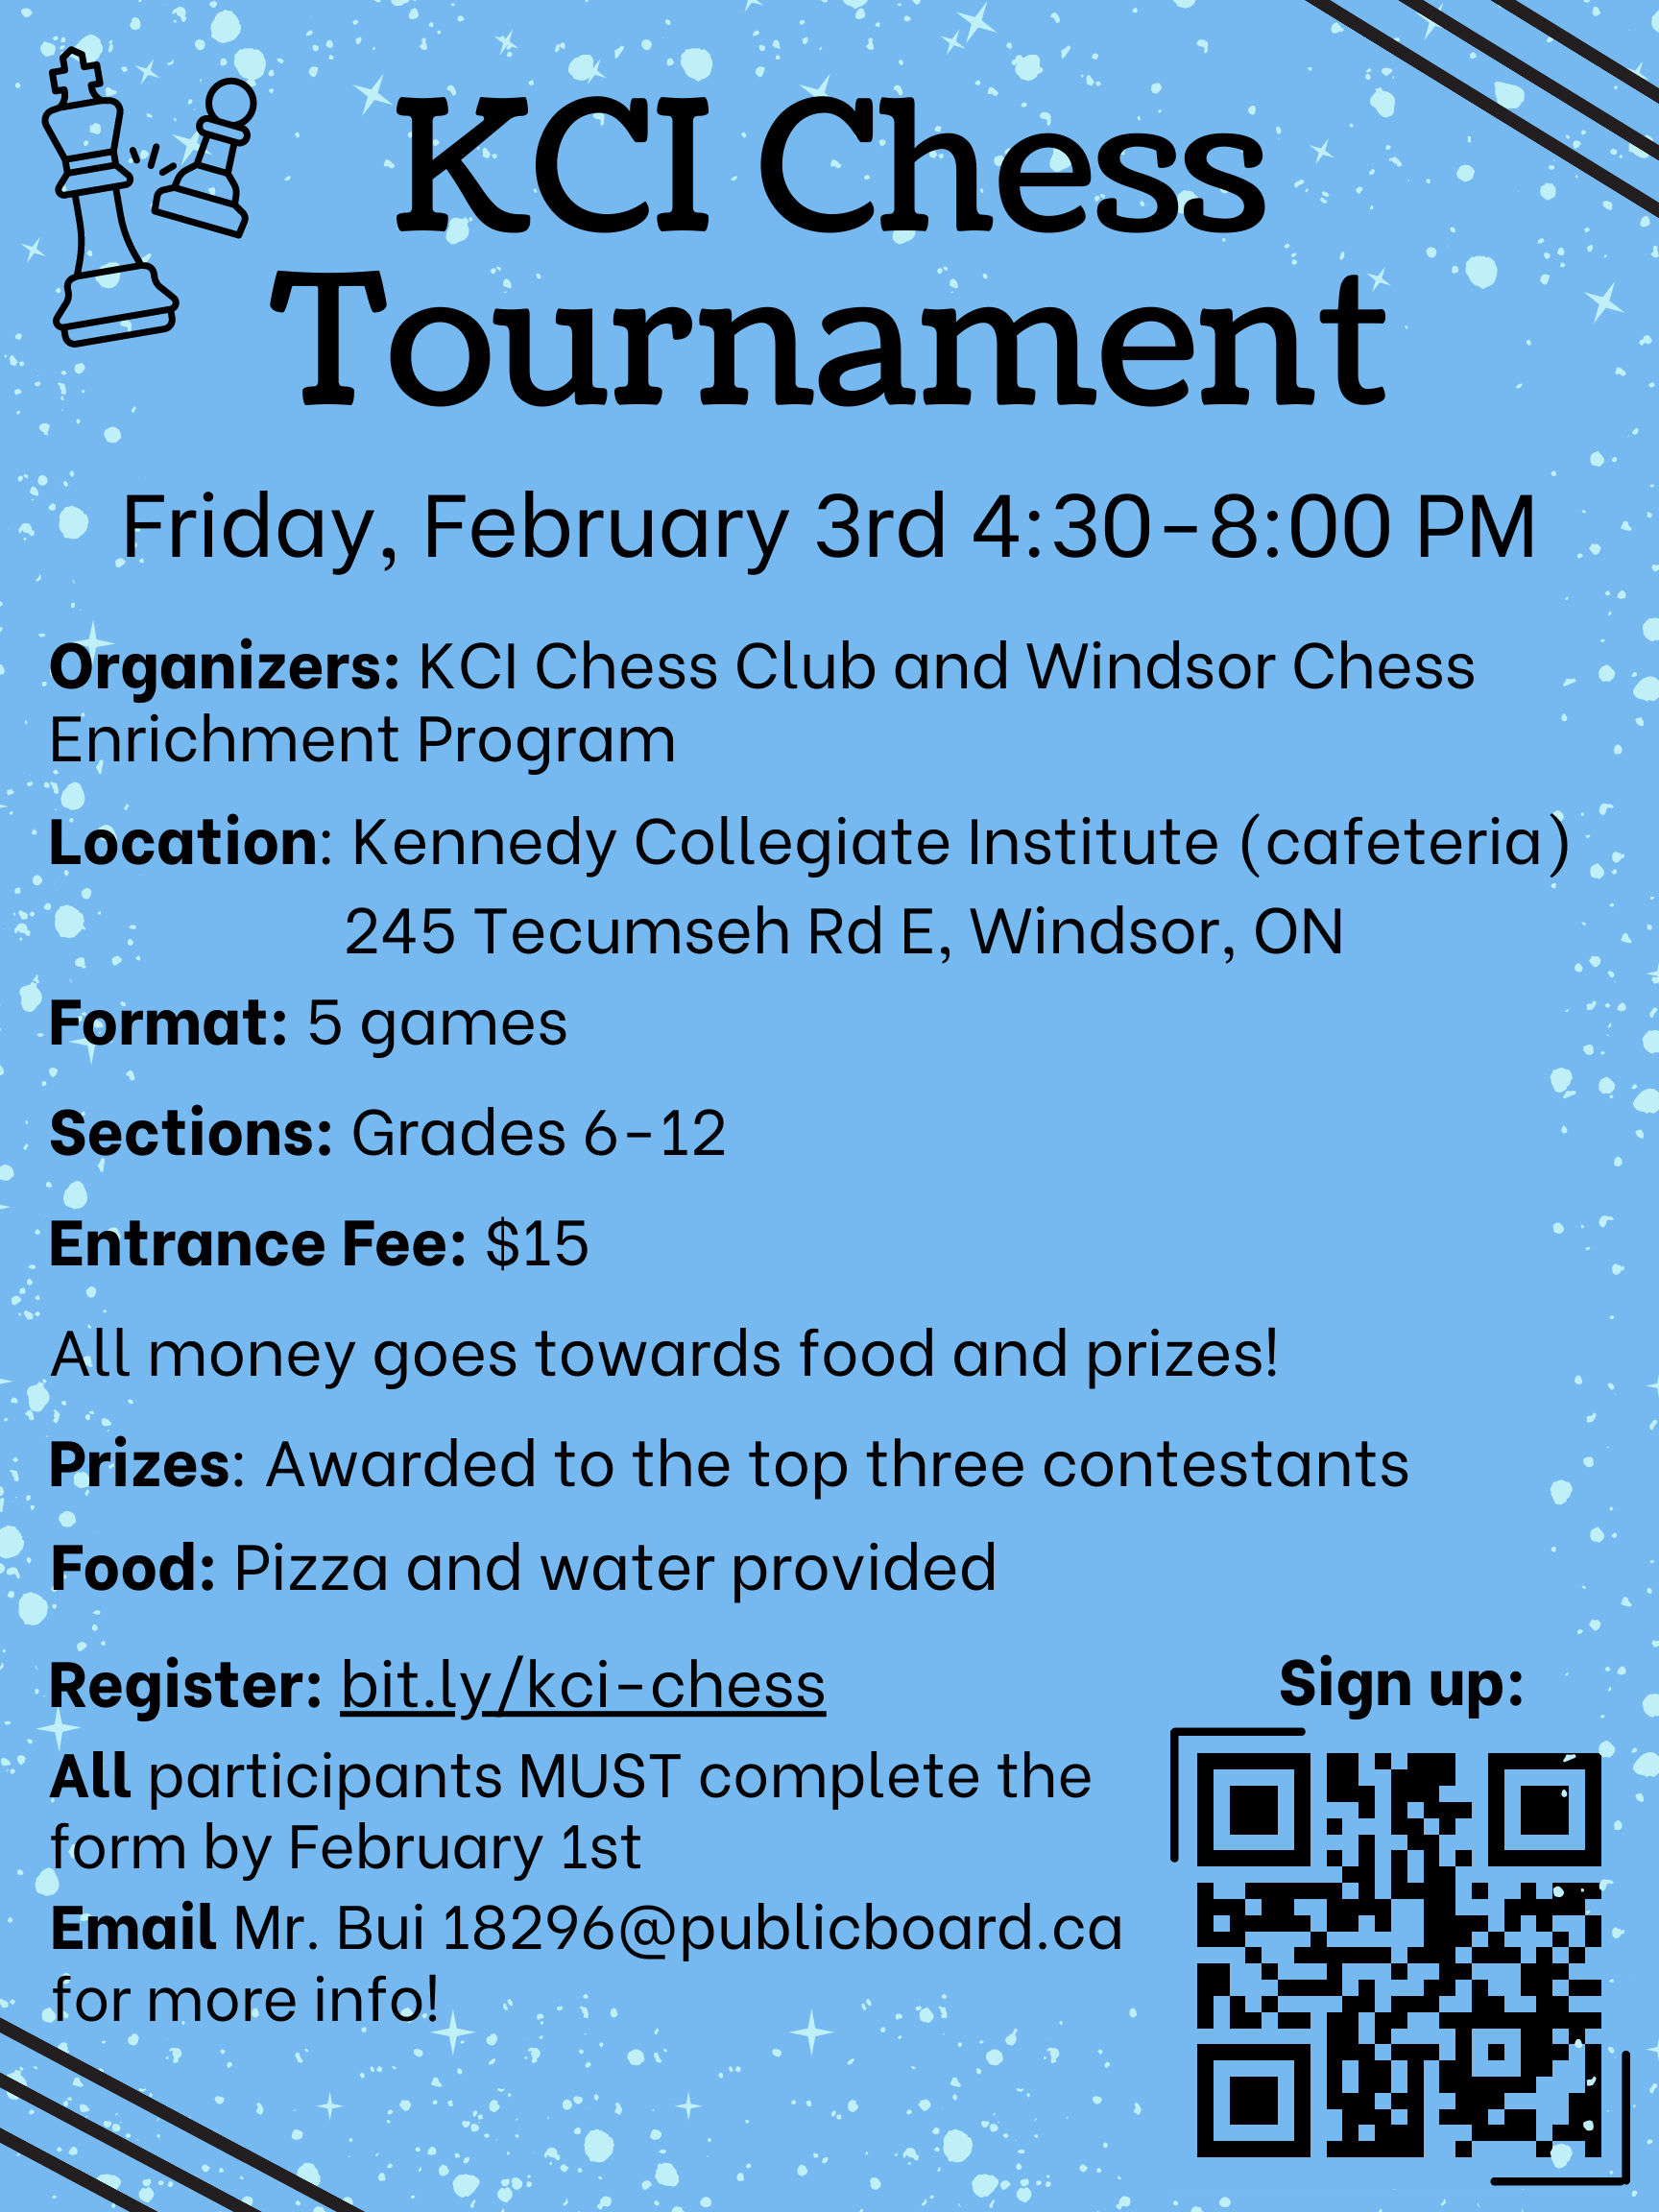 KCI Chess
Tournament
Friday, February 3rd 4:30-8:00 PM
Organizers: KCI Chess Club and Windsor Chess
Enrichment Program
Location: Kennedy Collegiate Institute (cafeteria)
245 Tecumseh Rd E, Windsor, ON
Format: 5 games
Sections: Grades 6-12
Entrance Fee: $15
All money goes towards food and prizes!
Prizes: Awarded to the top three contestants
Food: Pizza and water provided
Register: bit.ly/kci-chess
Sign up:
All participants MUST complete the
form by February 1st
Email Mr. Bui 18296@publicboard.ca
for more info!